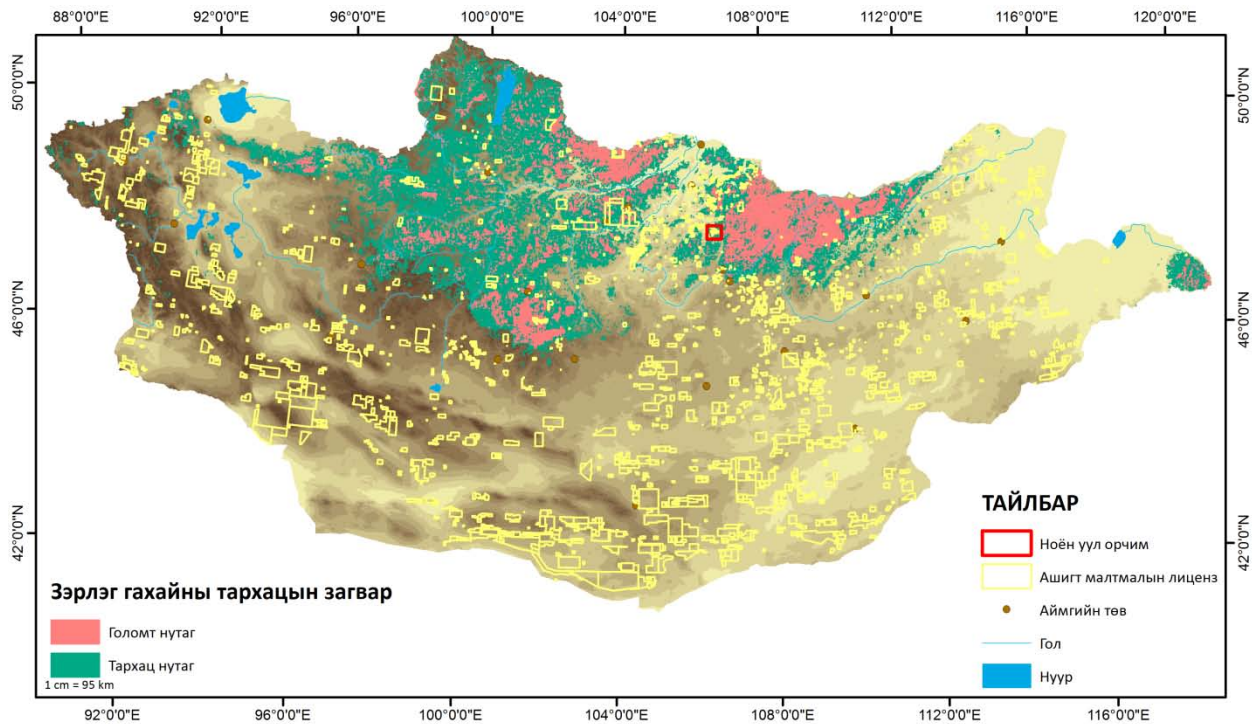 88°0'0"E 92°0'0"E 96°0'0"E 100°0'0"E 104°0'0"E 108°0'0"E 112°0'0"E 116°0'0"E 120°0'0"E
50°0'0"N
50°0'0"N
46°0'0"N
46°0'0"N
42°0'0"N
42°0'0"N
Зэрлэг гахайны тархацын загвар
Голомт нутаг
Тархац нутаг
1 cm = 95 km
ТАЙЛБАР
Ноён уул орчим
Ашигт малтмалын лиценз
Аймгийн төв
Гол
Нуур
92°0'0"E 96°0'0"E 100°0'0"E 104°0'0"E 108°0'0"E 112°0'0"E 116°0'0"E